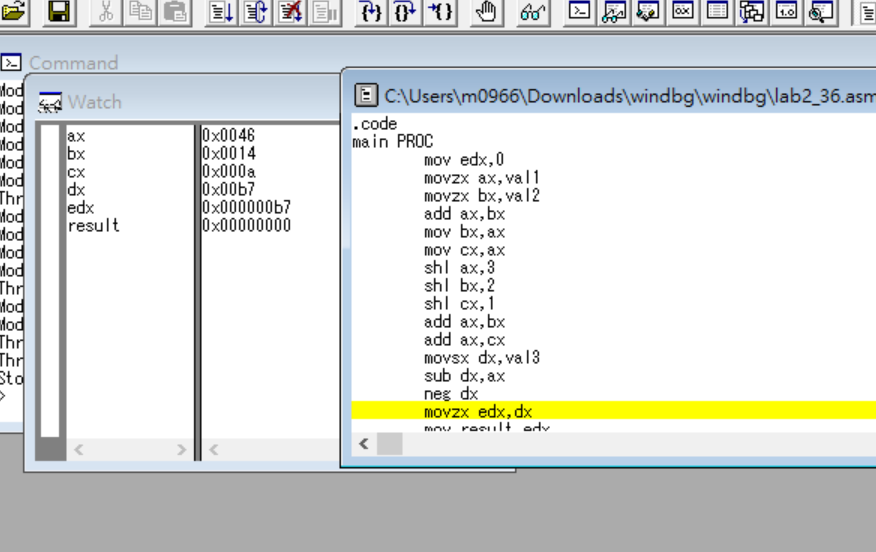 Command
Mod
Mod
Mod
Mod
Mod
Mod
Thr
Mod
Mod
Mod
Mod
Thr
Mod
Mod
Thr
Thr
Sto
>
Watch
ax 0x0046
bx 0x0014
cx 0x000a
dx 0x00b7
edx 0x000000b7
result 0x00000000
C:\Users\m0966\Downloads\windbg\windbg\lab2_36.asm
.code
main PROC
mov edx,0
movzx ax,val1
movzx bx,val2
add ax,bx
mov bx,ax
mov cx,ax
shl ax,3
shl bx,2
shl cx,1
add ax,bx
add ax,cx
movsx dx,val3
sub dx,ax
neg dx
movzx edx,dx
mov result edx